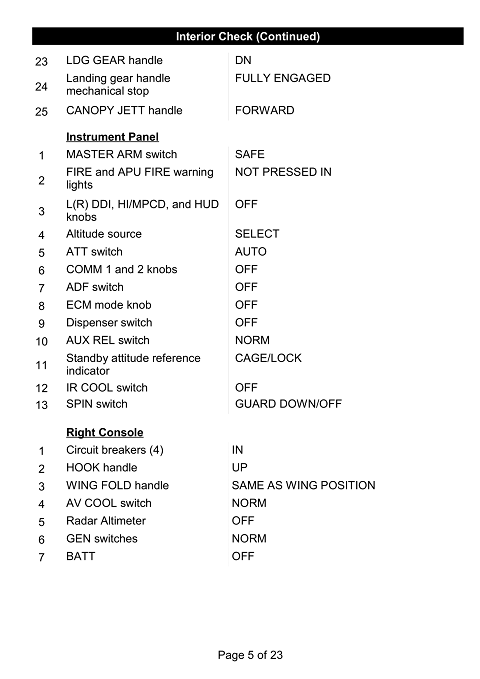 Interior Check (Continued)
23 LDG GEAR handle DN
24 Landing gear handle FULLY ENGAGED
mechanical stop
25 CANOPY JETT handle FORWARD
Instrument Panel
1 MASTER ARM switch SAFE
2 FIRE and APU FIRE warning NOT PRESSED IN
lights
3 L(R) DDI, HI/MPCD, and HUD OFF
knobs
4 Altitude source SELECT
5 ATT switch AUTO
6 COMM 1 and 2 knobs OFF
7 ADF switch OFF
8 ECM mode knob OFF
9 Dispenser switch OFF
10 AUX REL switch NORM
11 Standby attitude reference CAGE/LOCK
indicator
12 IR COOL switch OFF
13 SPIN switch GUARD DOWN/OFF
Right Console
1 Circuit breakers (4) IN
2 HOOK handle UP
3 WING FOLD handle SAME AS WING POSITION
4 AV COOL switch NORM
5 Radar Altimeter OFF
6 GEN switches NORM
7 BATT OFF
Page 5 of 23